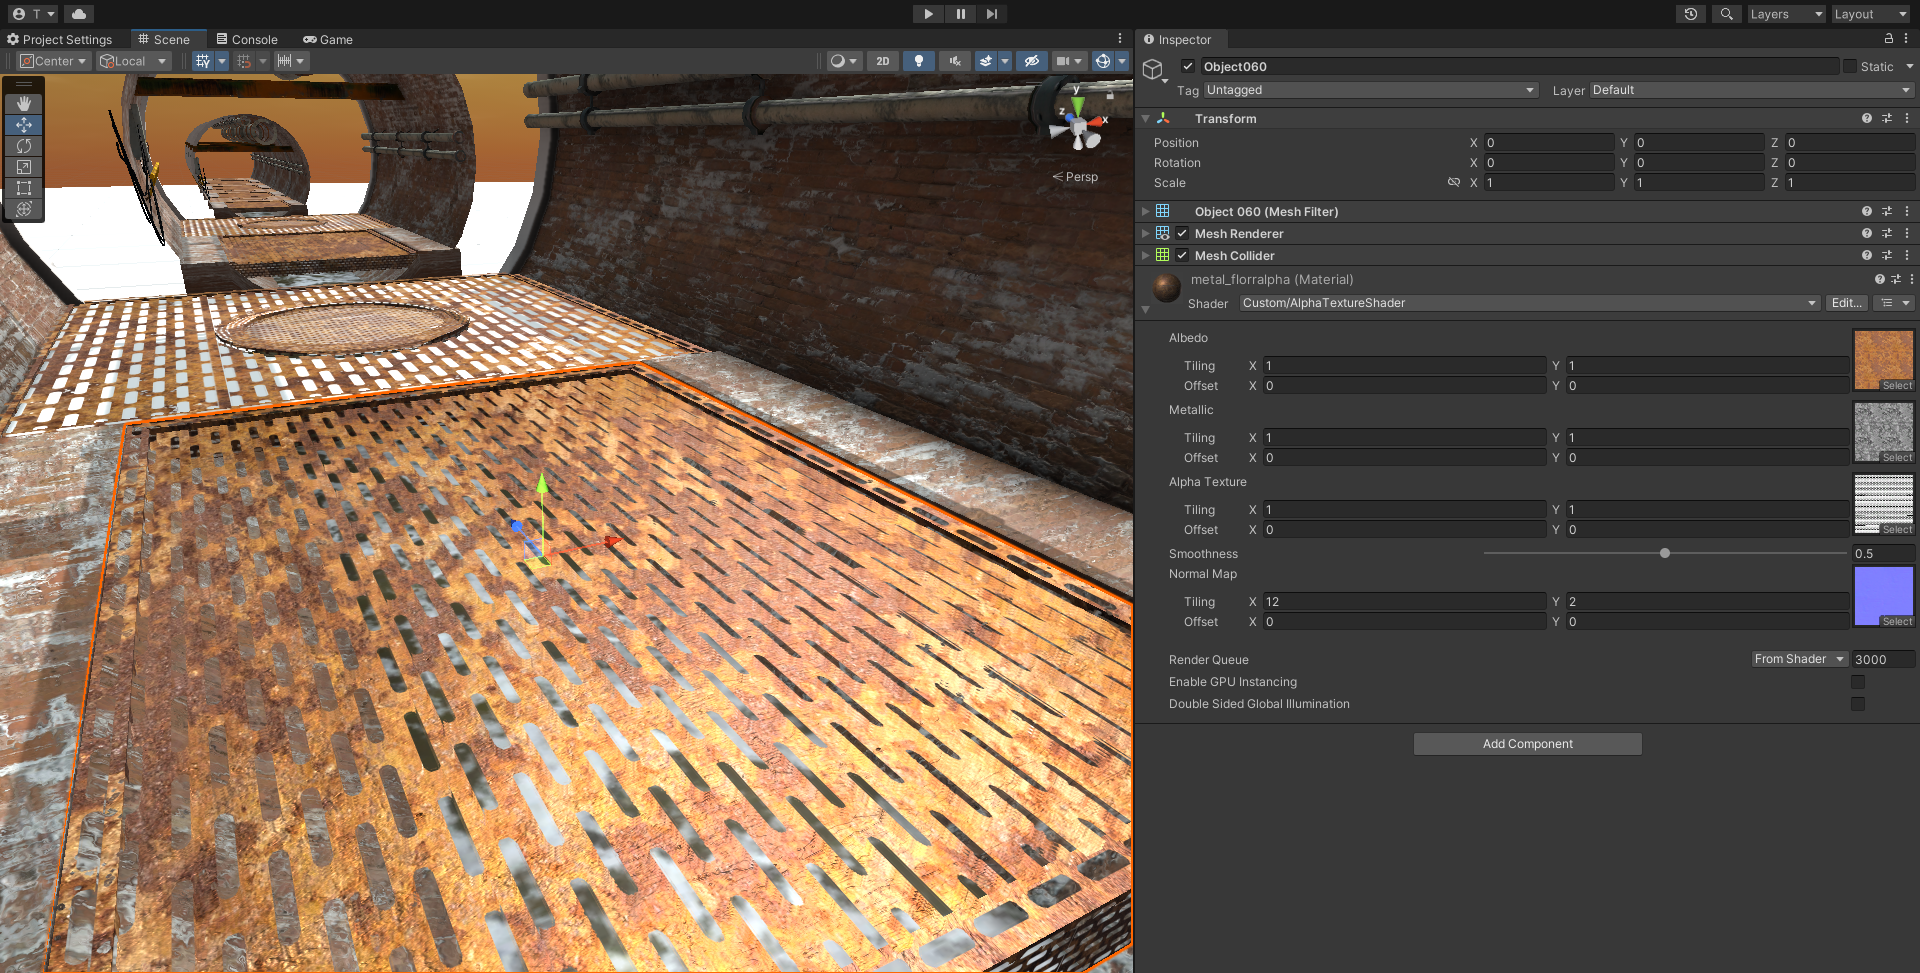 T
Layers
Layout
Project Settings
Scene
Console
Game
Inspector
Center
Local
2D
Object060
Static
Tag
Untagged
Layer
Default
y
z
x
Persp
Transform
Position
X
0
Y
0
Z
0
Rotation
X
0
Y
0
Z
0
Scale
X
1
Y
1
Z
1
Object 060 (Mesh Filter)
Mesh Renderer
Mesh Collider
metal_florralpha (Material)
Shader
Custom/AlphaTextureShader
Edit...
Albedo
Tiling
X
1
Y
1
Offset
X
0
Y
0
Select
Metallic
Tiling
X
1
Y
1
Offset
X
0
Y
0
Select
Alpha Texture
Tiling
X
1
Y
1
Offset
X
0
Y
0
Select
Smoothness
0.5
Normal Map
Tiling
X
12
Y
2
Offset
X
0
Y
0
Select
Render Queue
From Shader
3000
Enable GPU Instancing
Double Sided Global Illumination
Add Component